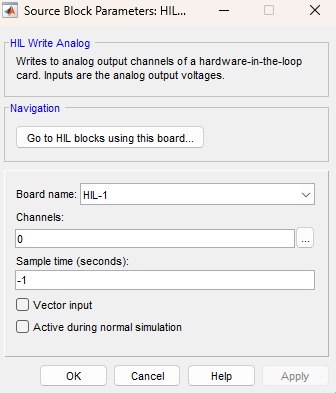 Source Block Parameters: HIL...
HIL Write Analog
Writes to analog output channels of a hardware-in-the-loop
card. Inputs are the analog output voltages.
Navigation
Go to HIL blocks using this board...
Board name: HIL-1
Channels:
0
...
Sample time (seconds):
-1
Vector input
Active during normal simulation
OK Cancel Help Apply